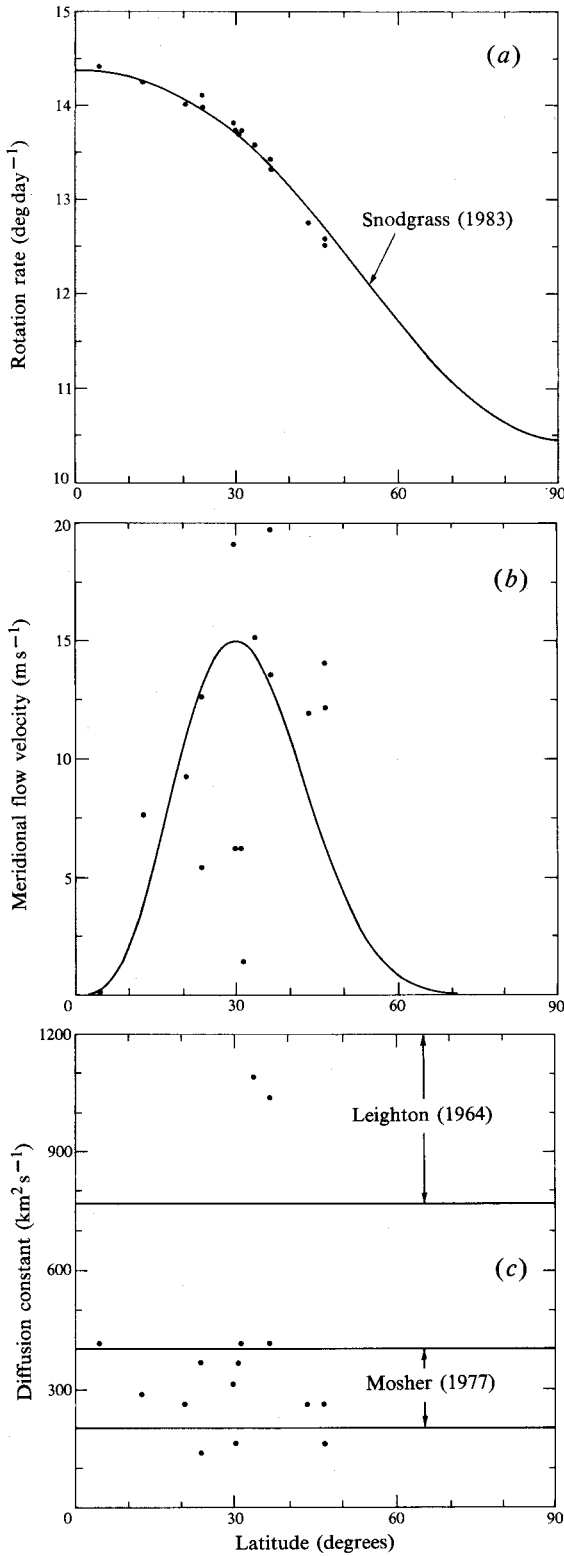 15
14
13
12
11
10
0
30
60
90
Rotation rate (deg day−1)
(a)
Snodgrass (1983)
20
15
10
5
0
0
30
60
90
Meridional flow velocity (m s−1)
(b)
1200
900
600
300
0
0
30
60
90
Diffusion constant (km2 s−1)
Leighton (1964)
(c)
Mosher (1977)
Latitude (degrees)